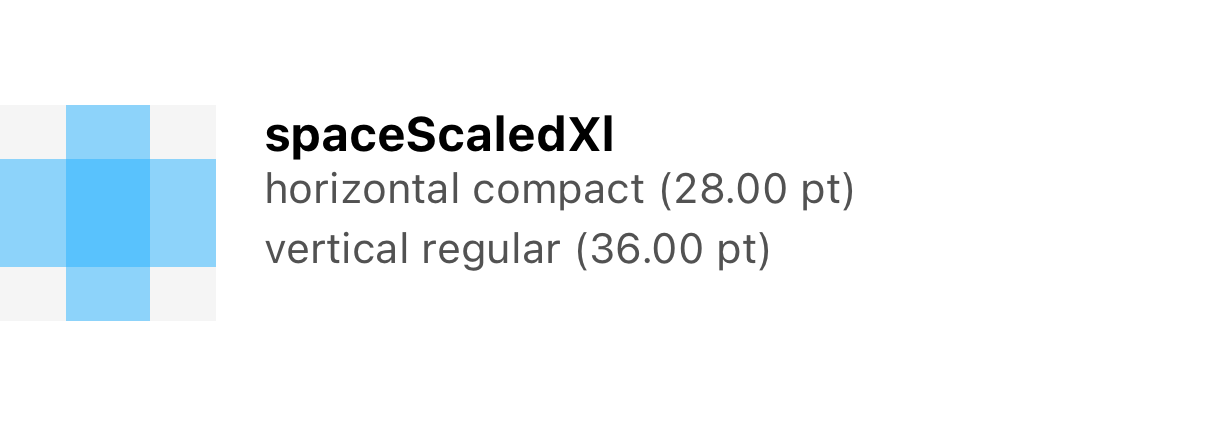 spaceScaledXl
horizontal compact (28.00 pt)
vertical regular (36.00 pt)